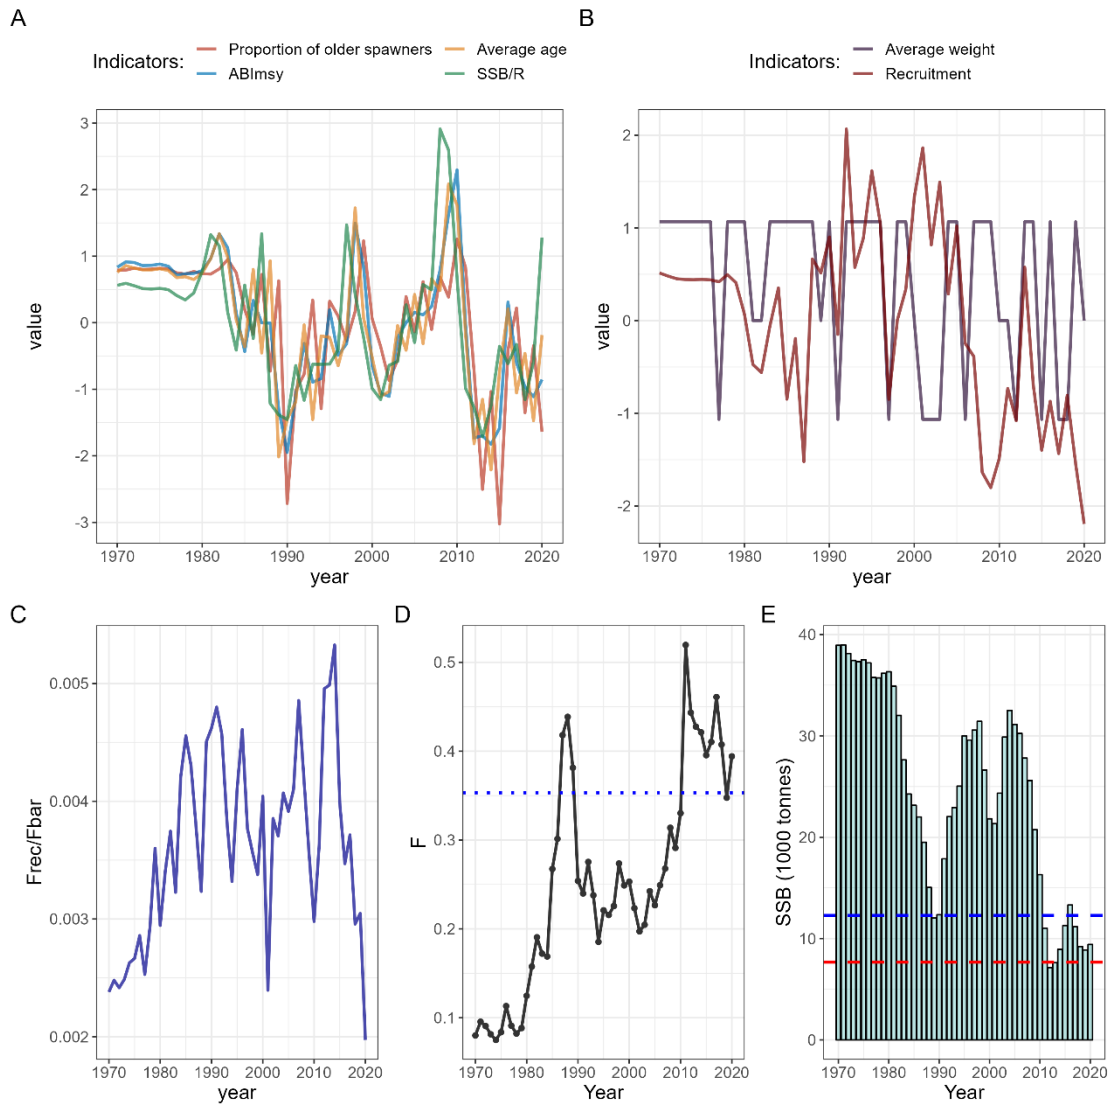 A
B
Indicators:
Proportion of older spawners
Average age
ABImsy
SSB/R
Indicators:
Average weight
Recruitment
value
3
2
1
0
-1
-2
-3
1970
1980
1990
2000
2010
2020
year
value
2
1
0
-1
-2
1970
1980
1990
2000
2010
2020
year
C
D
E
Frec/Fbar
0.005
0.004
0.003
0.002
1970
1980
1990
2000
2010
2020
year
F
0.5
0.4
0.3
0.2
0.1
1970
1980
1990
2000
2010
2020
Year
SSB (1000 tonnes)
40
30
20
10
0
1970
1980
1990
2000
2010
2020
Year